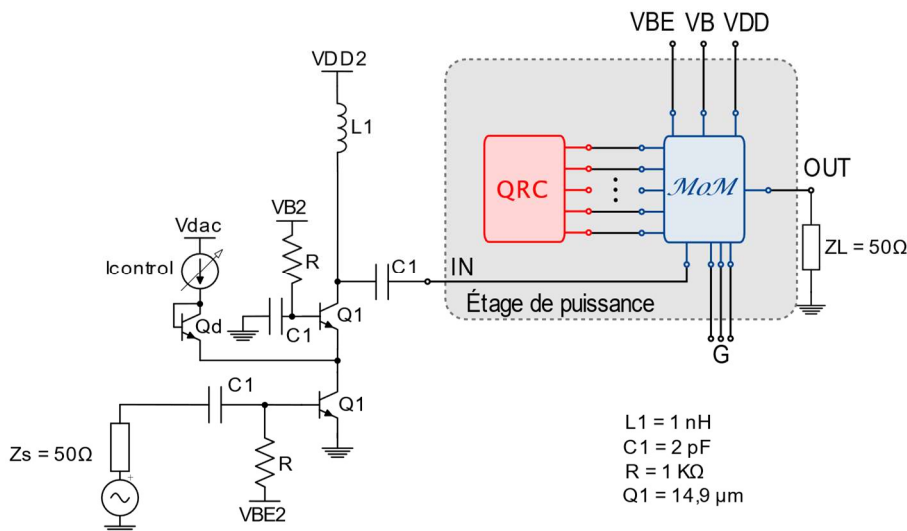 VBE VB VDD
VDD2
L1
QRC
MoM
OUT
VB2
Vdac
R
C1
IN
ZL = 50Ω
Icontrol
Étage de puissance
Qd
C1
Q1
G
C1
Q1
Zs = 50Ω
R
VBE2
L1 = 1 nH
C1 = 2 pF
R = 1 KΩ
Q1 = 14,9 µm